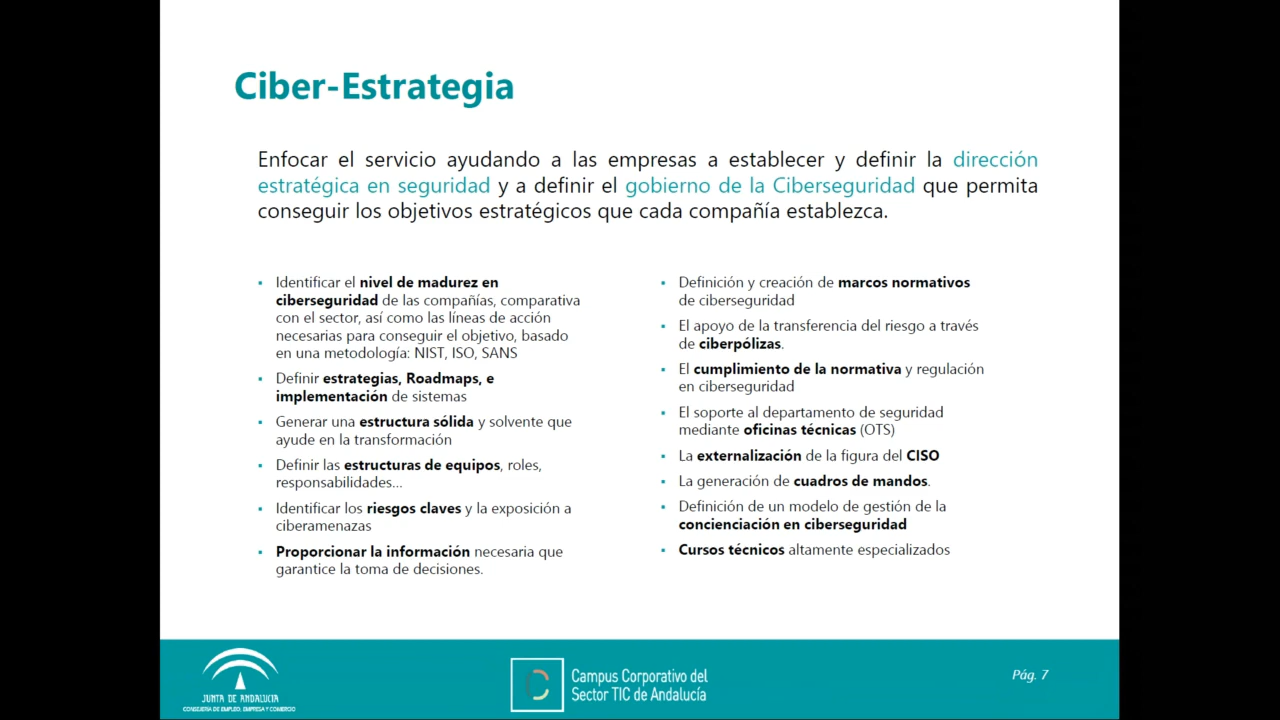 Ciber-Estrategia
Enfocar el servicio ayudando a las empresas a establecer y definir la dirección
estratégica en seguridad y a definir el gobierno de la Ciberseguridad que permita
conseguir los objetivos estratégicos que cada compañía establezca.
▪ Identificar el nivel de madurez en
ciberseguridad de las compañías, comparativa
con el sector, así como las líneas de acción
necesarias para conseguir el objetivo, basado
en una metodología: NIST, ISO, SANS
▪ Definir estrategias, Roadmaps, e
implementación de sistemas
▪ Generar una estructura sólida y solvente que
ayude en la transformación
▪ Definir las estructuras de equipos, roles,
responsabilidades...
▪ Identificar los riesgos claves y la exposición a
ciberamenazas
▪ Proporcionar la información necesaria que
garantice la toma de decisiones.
▪ Definición y creación de marcos normativos
de ciberseguridad
▪ El apoyo de la transferencia del riesgo a través
de ciberpólizas.
▪ El cumplimiento de la normativa y regulación
en ciberseguridad
▪ El soporte al departamento de seguridad
mediante oficinas técnicas (OTS)
▪ La externalización de la figura del CISO
▪ La generación de cuadros de mandos.
▪ Definición de un modelo de gestión de la
concienciación en ciberseguridad
▪ Cursos técnicos altamente especializados
JUNTA DE ANDALUCIA
CONSEJERÍA DE EMPLEO, EMPRESA Y COMERCIO
Campus Corporativo del
Sector TIC de Andalucía
Pág. 7